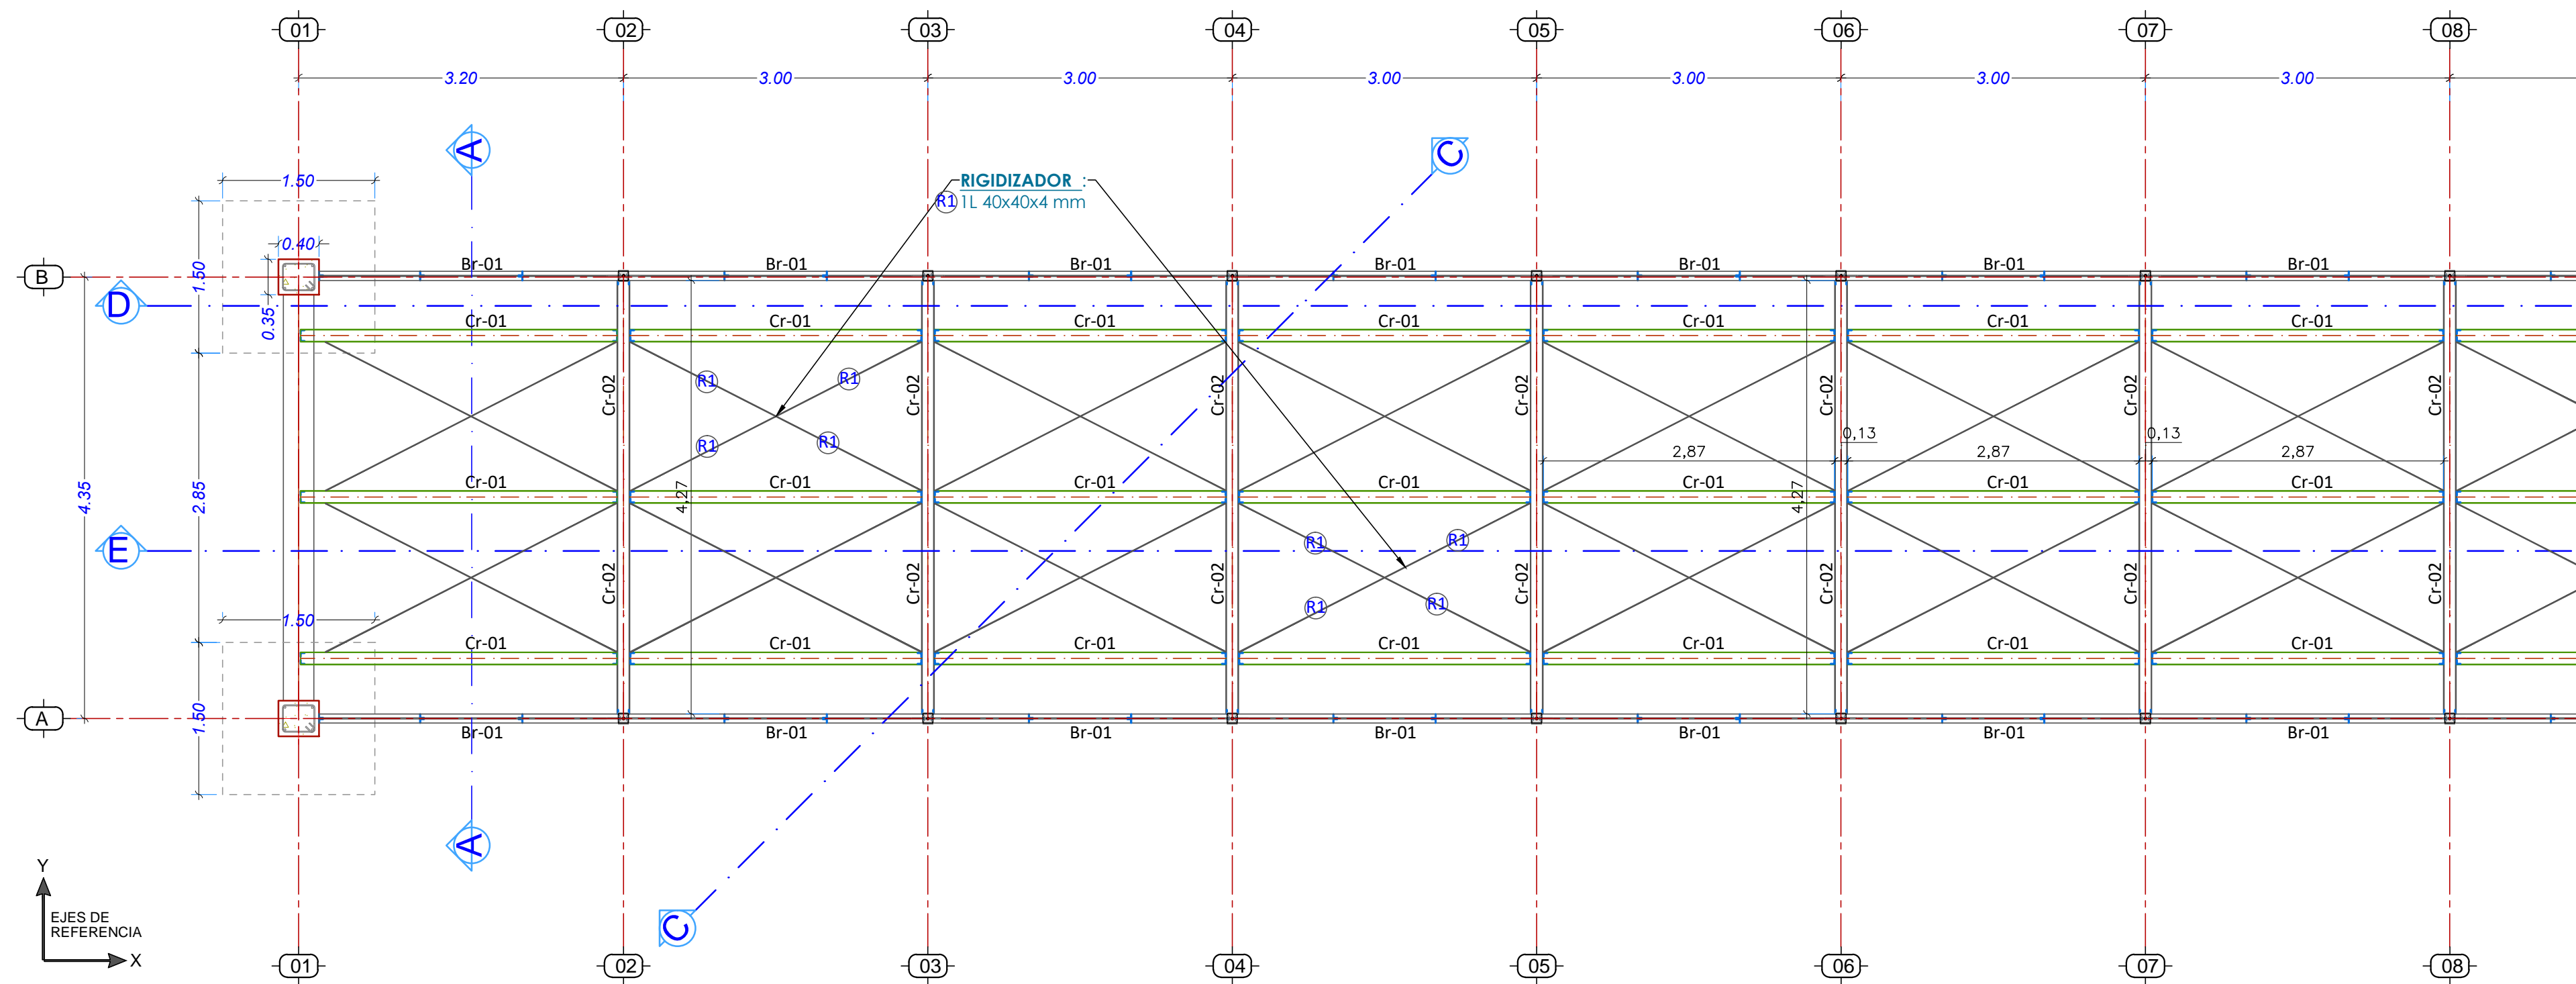 01 02 03 04 05 06 07 08
3.20 3.00 3.00 3.00 3.00 3.00 3.00
A C
1.50 RIGIDIZADOR :
R1 1L 40x40x4 mm
0.40
B 1.50 Br-01 Br-01 Br-01 Br-01 Br-01 Br-01 Br-01
D 0.35
Cr-01 Cr-01 Cr-01 Cr-01 Cr-01 Cr-01 Cr-01
R1 R1
Cr-02 Cr-02 Cr-02 Cr-02 Cr-02 Cr-02 Cr-02
R1 R1 0,13 0,13
2,87 2,87 2,87
Cr-01 Cr-01 Cr-01 Cr-01 Cr-01 Cr-01 Cr-01
4.35 2.85 4,27 4,27
E R1 R1
Cr-02 Cr-02 Cr-02 Cr-02 Cr-02 Cr-02 Cr-02
R1 R1
1.50
Cr-01 Cr-01 Cr-01 Cr-01 Cr-01 Cr-01 Cr-01
A 1.50
Br-01 Br-01 Br-01 Br-01 Br-01 Br-01 Br-01
A
Y
EJES DE
REFERENCIA
X
C
01 02 03 04 05 06 07 08